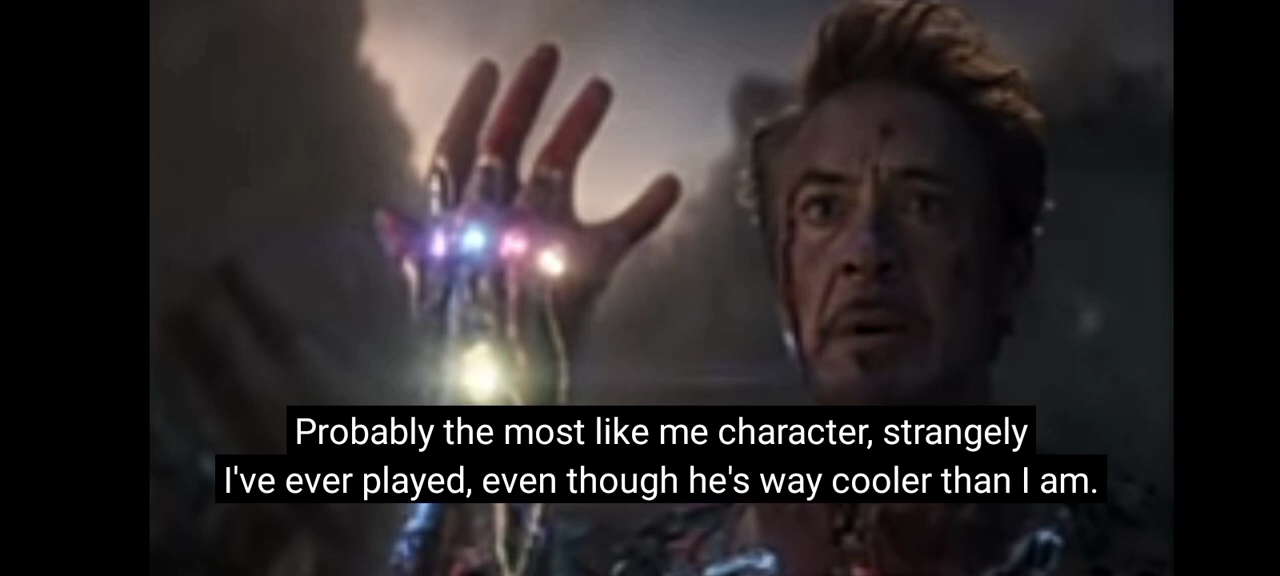 Probably the most like me character, strangely
I've ever played, even though he's way cooler than I am.